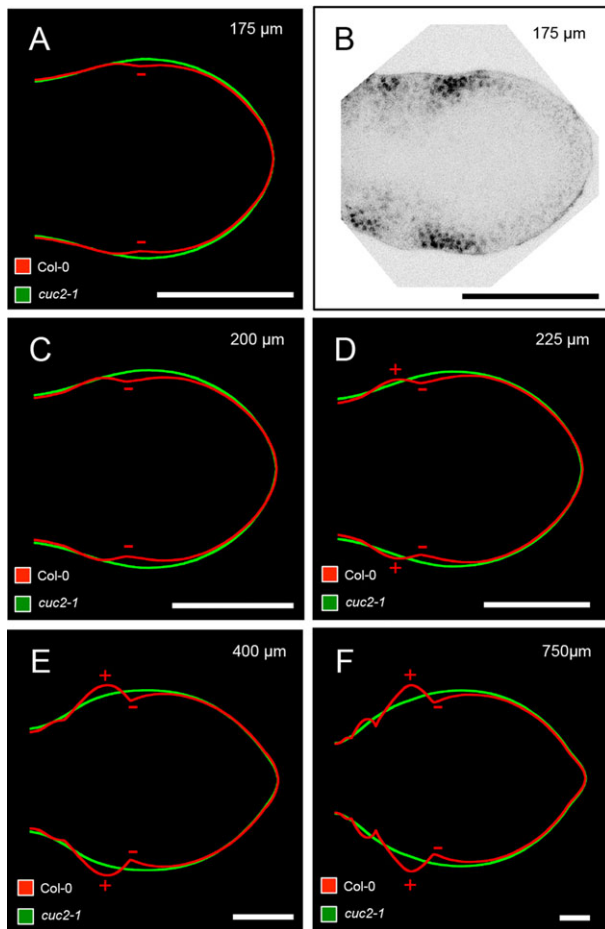 A
175 µm
-
-
Col-0
cuc2-1
B
175 µm
C
200 µm
-
-
Col-0
cuc2-1
D
225 µm
+
-
-
+
Col-0
cuc2-1
E
400 µm
+
-
-
+
Col-0
cuc2-1
F
750µm
+
-
-
+
Col-0
cuc2-1